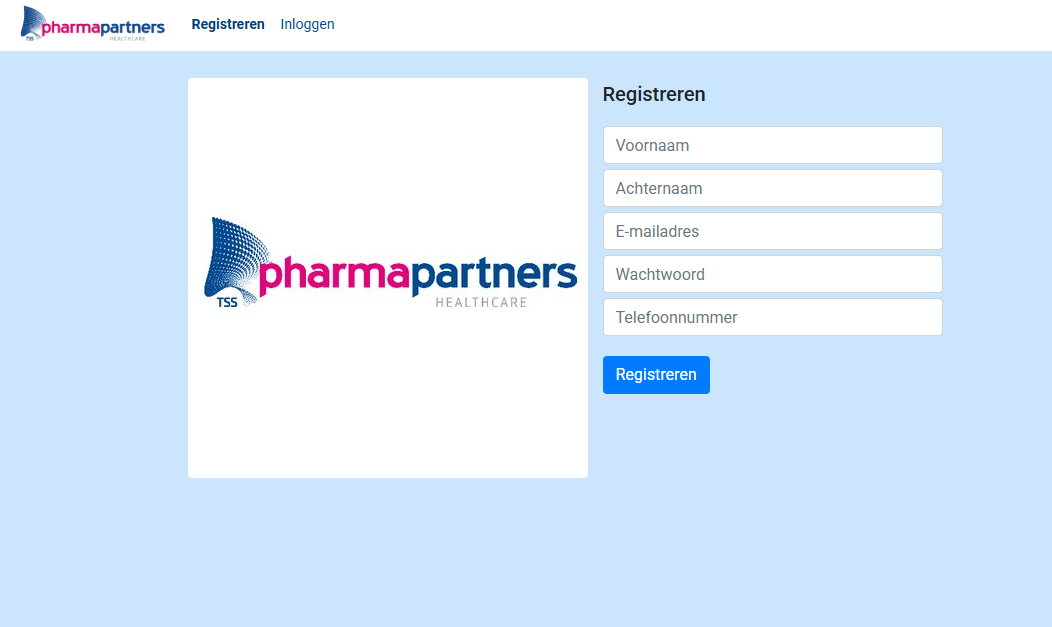 pharmapartners
TSS
HEALTHCARE
Registreren
Inloggen
pharmapartners
TSS
HEALTHCARE
Registreren
Voornaam
Achternaam
E-mailadres
Wachtwoord
Telefoonnummer
Registreren